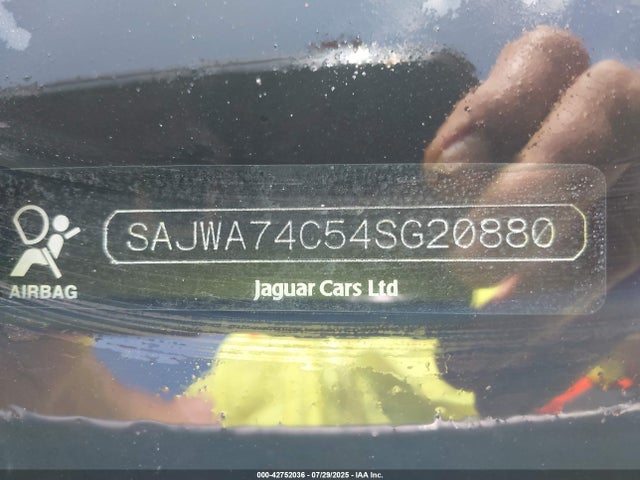 SAJWA74C54SG20880
AIRBAG
Jaguar Cars Ltd
000-42752036 - 07/29/2025 - IAA Inc.